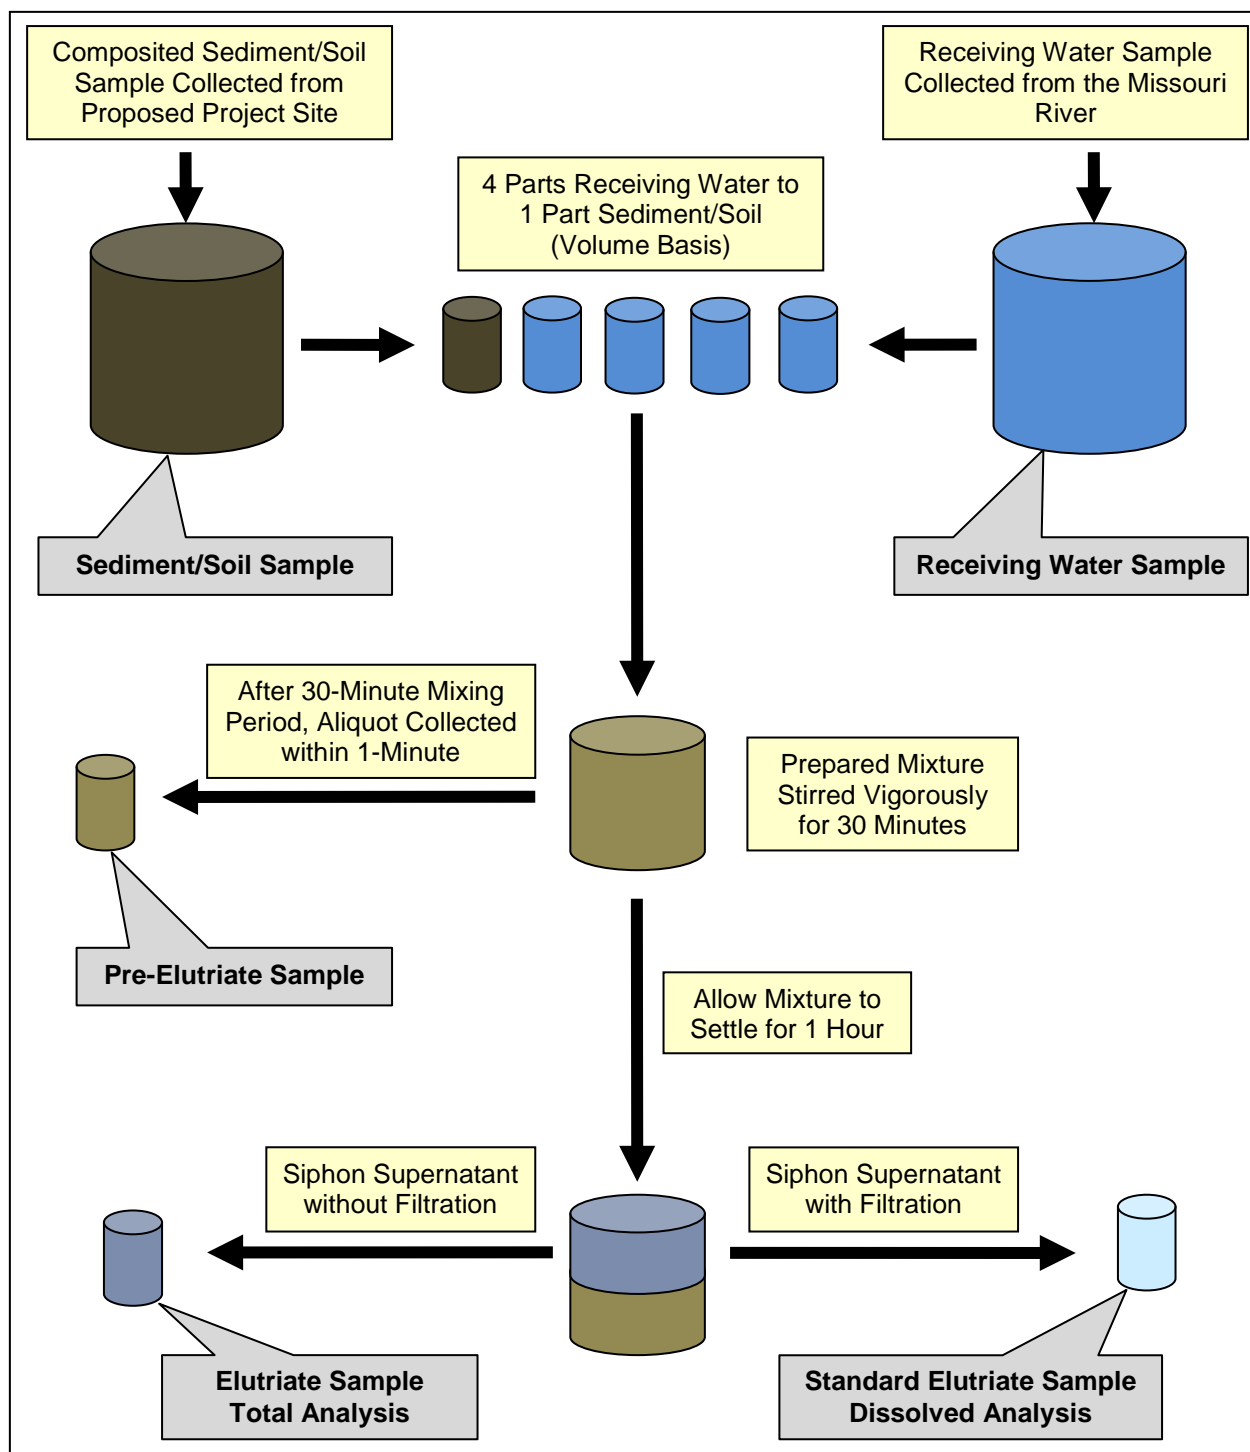 Composited Sediment/Soil
Sample Collected from
Proposed Project Site
Receiving Water Sample
Collected from the Missouri
River
4 Parts Receiving Water to
1 Part Sediment/Soil
(Volume Basis)
Sediment/Soil Sample
Receiving Water Sample
After 30-Minute Mixing
Period, Aliquot Collected
within 1-Minute
Prepared Mixture
Stirred Vigorously
for 30 Minutes
Pre-Elutriate Sample
Allow Mixture to
Settle for 1 Hour
Siphon Supernatant
without Filtration
Siphon Supernatant
with Filtration
Elutriate Sample
Total Analysis
Standard Elutriate Sample
Dissolved Analysis